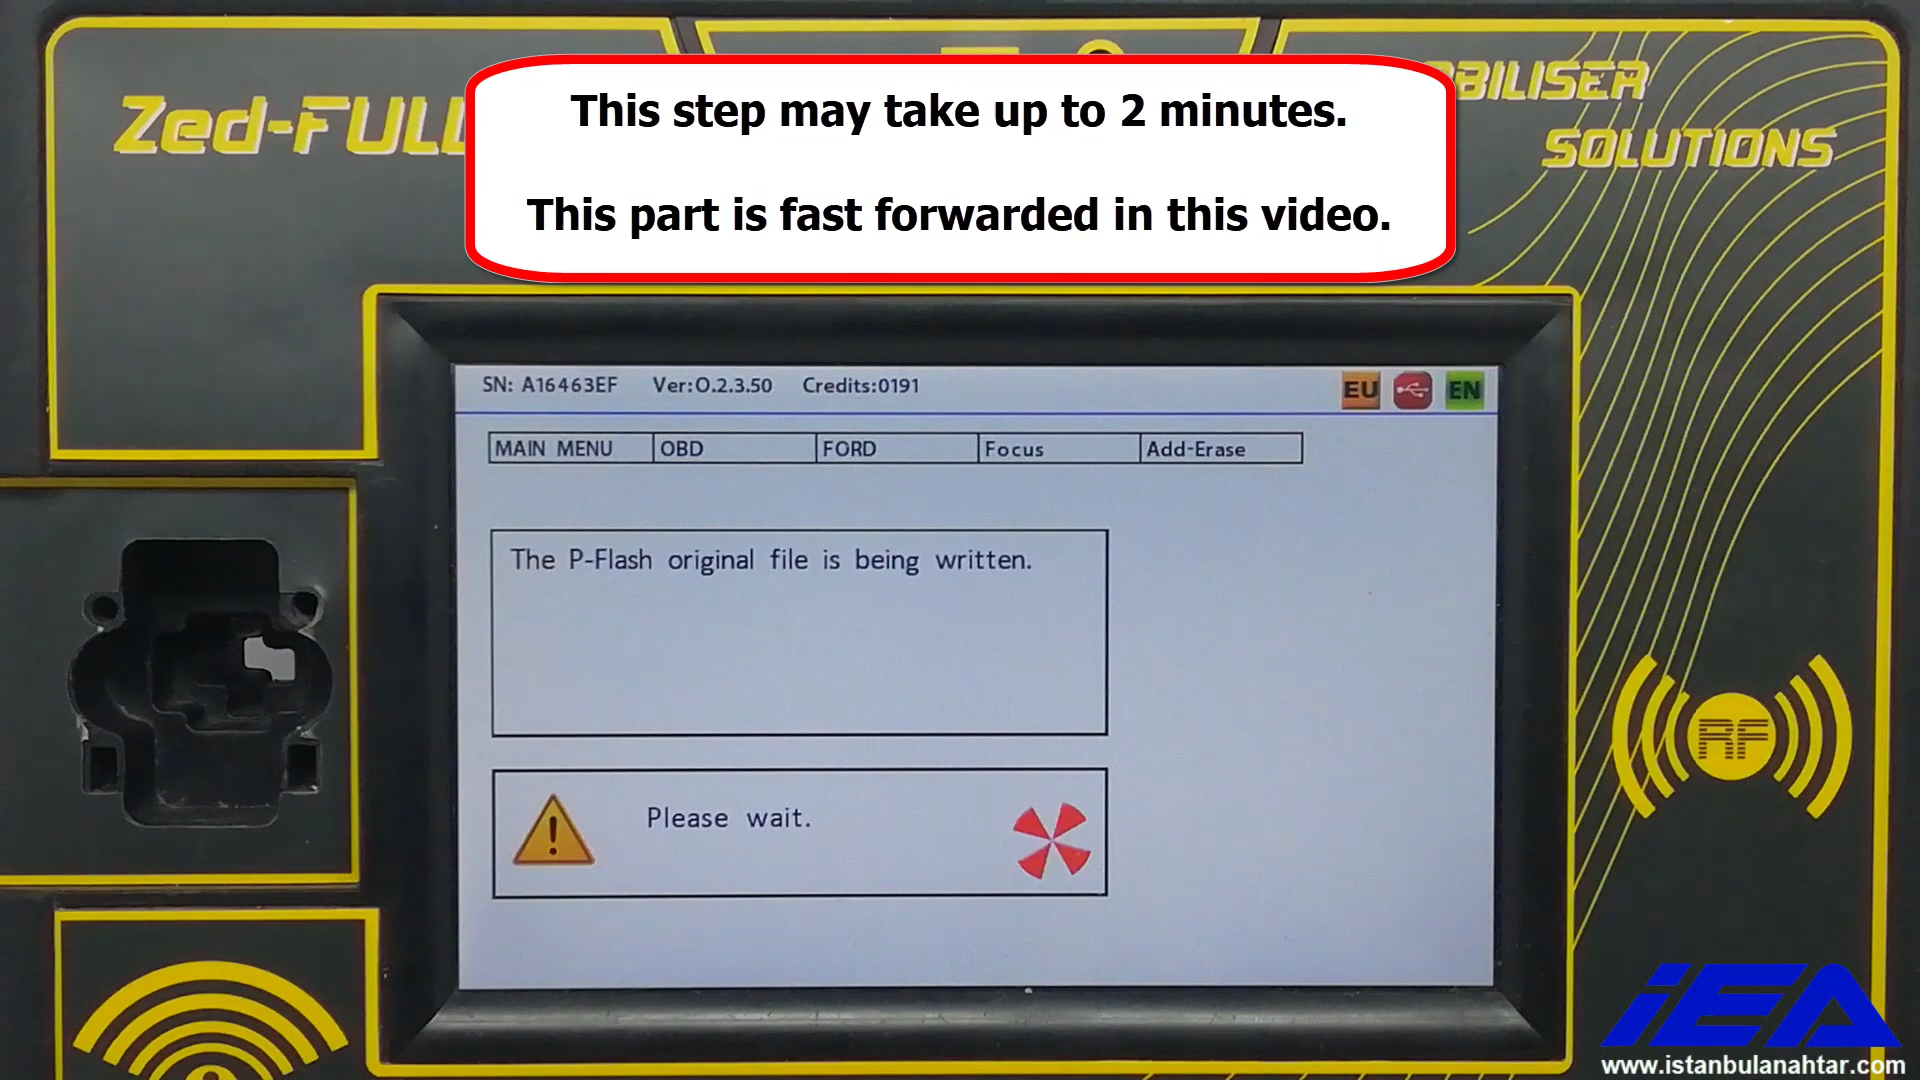 Zed-FULL
This step may take up to 2 minutes.
This part is fast forwarded in this video.
BILISER
SOLUTIONS
SN: A16463EF Ver:O.2.3.50 Credits:0191
EU EN
MAIN MENU OBD FORD Focus Add-Erase
The P-Flash original file is being written.
Please wait.
RF
iEA
www.istanbulanahtar.com